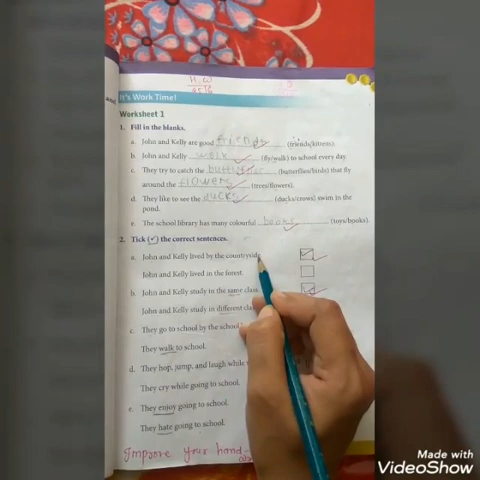 H.W
It's Work Time!
Worksheet 1
1. Fill in the blanks.
a. John and Kelly are good friends (friends/kittens).
b. John and Kelly walk (fly/walk) to school every day.
c. They try to catch the (butterflies/birds) that fly
around the flowers (trees/flowers).
d. They like to see the ducks (ducks/crows) swim in the
pond.
e. The school library has many colourful books (toys/books).
2. Tick (✓) the correct sentences.
a. John and Kelly lived by the countryside.
John and Kelly lived in the forest.
b. John and Kelly study in the same class.
John and Kelly study in different
c. They go to school by the school
They walk to school.
d. They hop, jump, and laugh while
They cry while going to school.
e. They enjoy going to school.
They hate going to school.
Improve your hand
Made with
VideoShow